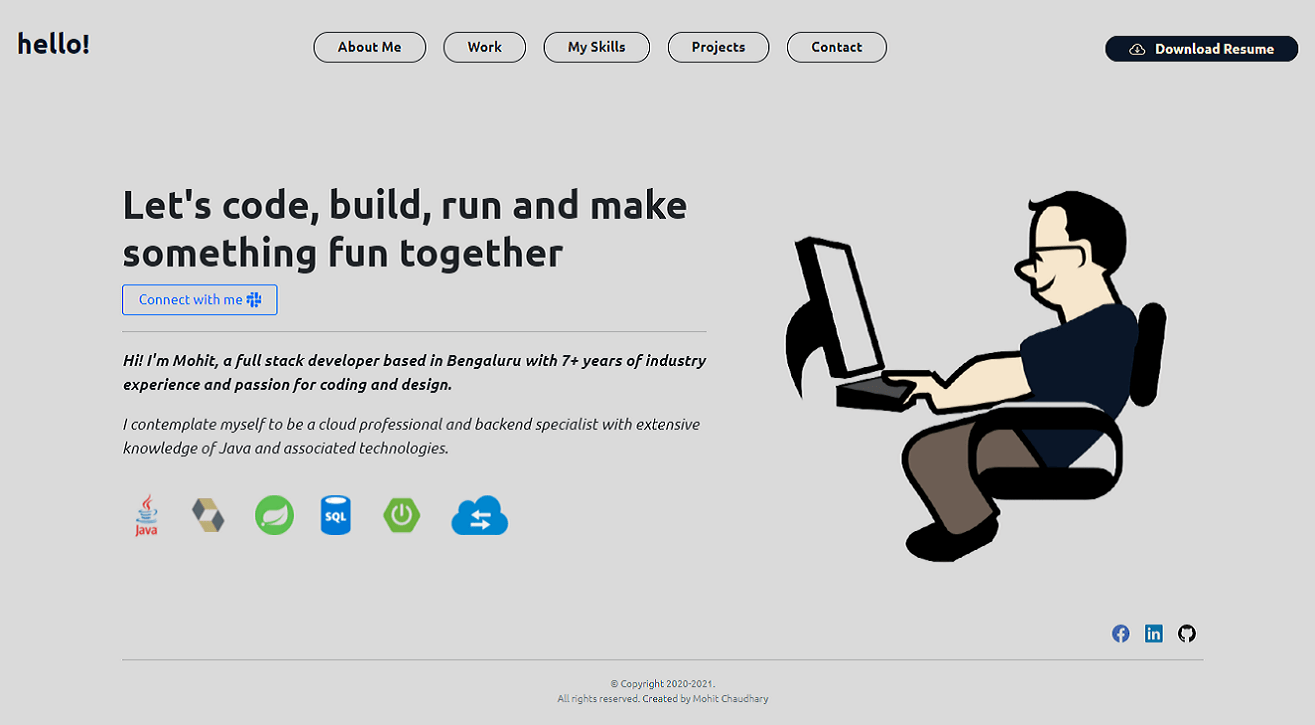 hello!
About Me
Work
My Skills
Projects
Contact
Download Resume
Let's code, build, run and make
something fun together
Connect with me
Hi! I'm Mohit, a full stack developer based in Bengaluru with 7+ years of industry
experience and passion for coding and design.
I contemplate myself to be a cloud professional and backend specialist with extensive
knowledge of Java and associated technologies.
Java
SQL
in
© Copyright 2020-2021.
All rights reserved. Created by Mohit Chaudhary